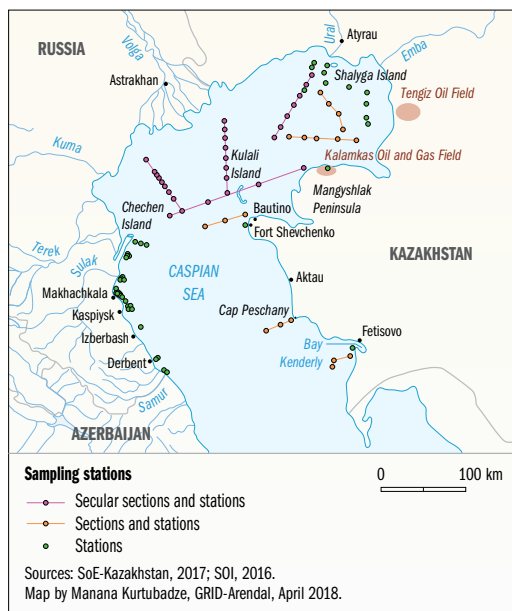 RUSSIA
Volga
Astrakhan
Ural
Atyrau
Emba
Shalyga Island
Tengiz Oil Field
Kuma
Kulali
Island
Kalamkas Oil and Gas Field
Mangyshlak
Peninsula
Chechen
Island
Bautino
Fort Shevchenko
Terek
Sulak
CASPIAN
SEA
KAZAKHSTAN
Aktau
Makhachkala
Kaspiysk
Izberbash
Derbent
Cap Peschany
Fetisovo
Bay
Kenderly
Samur
AZERBAIJAN
Sampling stations
0 100 km
Secular sections and stations
Sections and stations
Stations
Sources: SoE-Kazakhstan, 2017; SOI, 2016.
Map by Manana Kurtubadze, GRID-Arendal, April 2018.